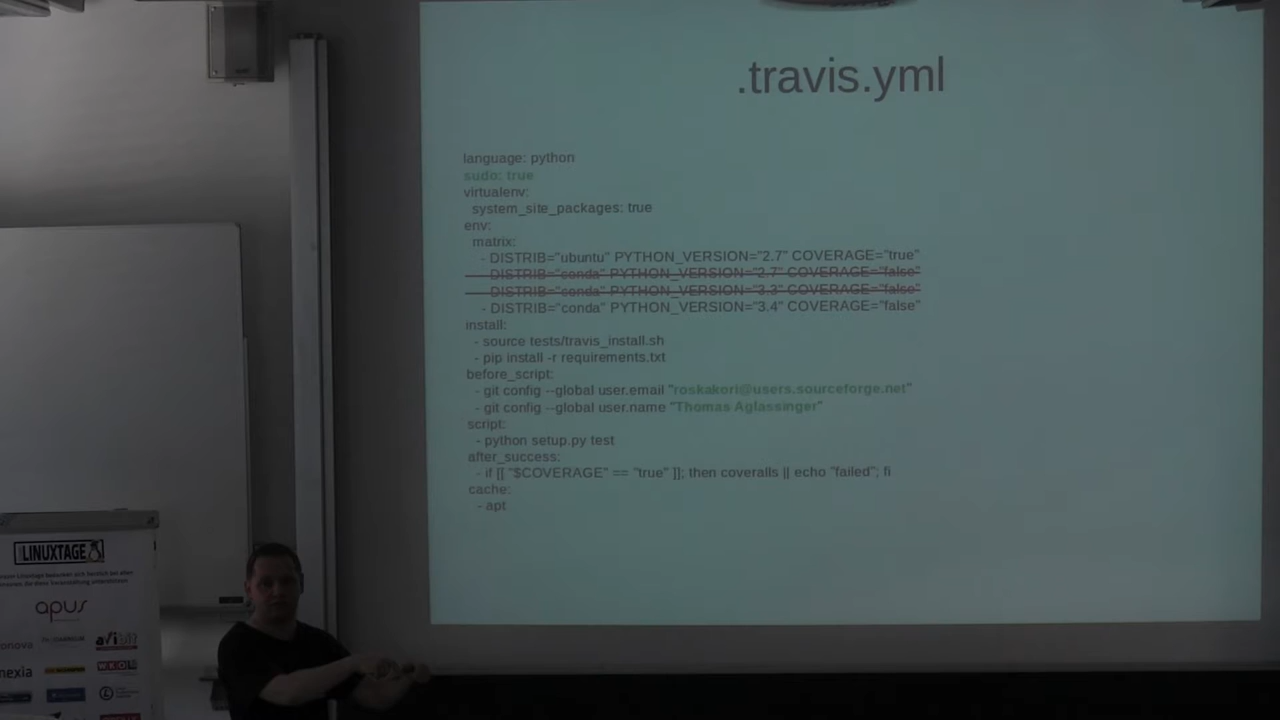 .travis.yml
language: python
sudo: true
virtualenv:
system_site_packages: true
env:
matrix:
- DISTRIB="ubuntu" PYTHON_VERSION="2.7" COVERAGE="true"
- DISTRIB="conda" PYTHON_VERSION="2.7" COVERAGE="false"
- DISTRIB="conda" PYTHON_VERSION="3.3" COVERAGE="false"
- DISTRIB="conda" PYTHON_VERSION="3.4" COVERAGE="false"
install:
- source tests/travis_install.sh
- pip install -r requirements.txt
before_script:
- git config --global user.email "roskakori@users.sourceforge.net"
- git config --global user.name "Thomas Aglassinger"
script:
- python setup.py test
after_success:
- if [[ "$COVERAGE" == "true" ]]; then coveralls || echo "failed"; fi
cache:
- apt
LINUXTAGE
apus
nexia